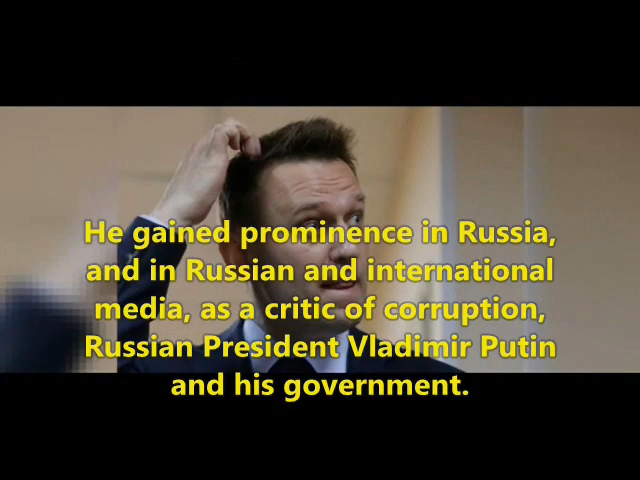 He gained prominence in Russia,
and in Russian and international
media, as a critic of corruption,
Russian President Vladimir Putin
and his government.